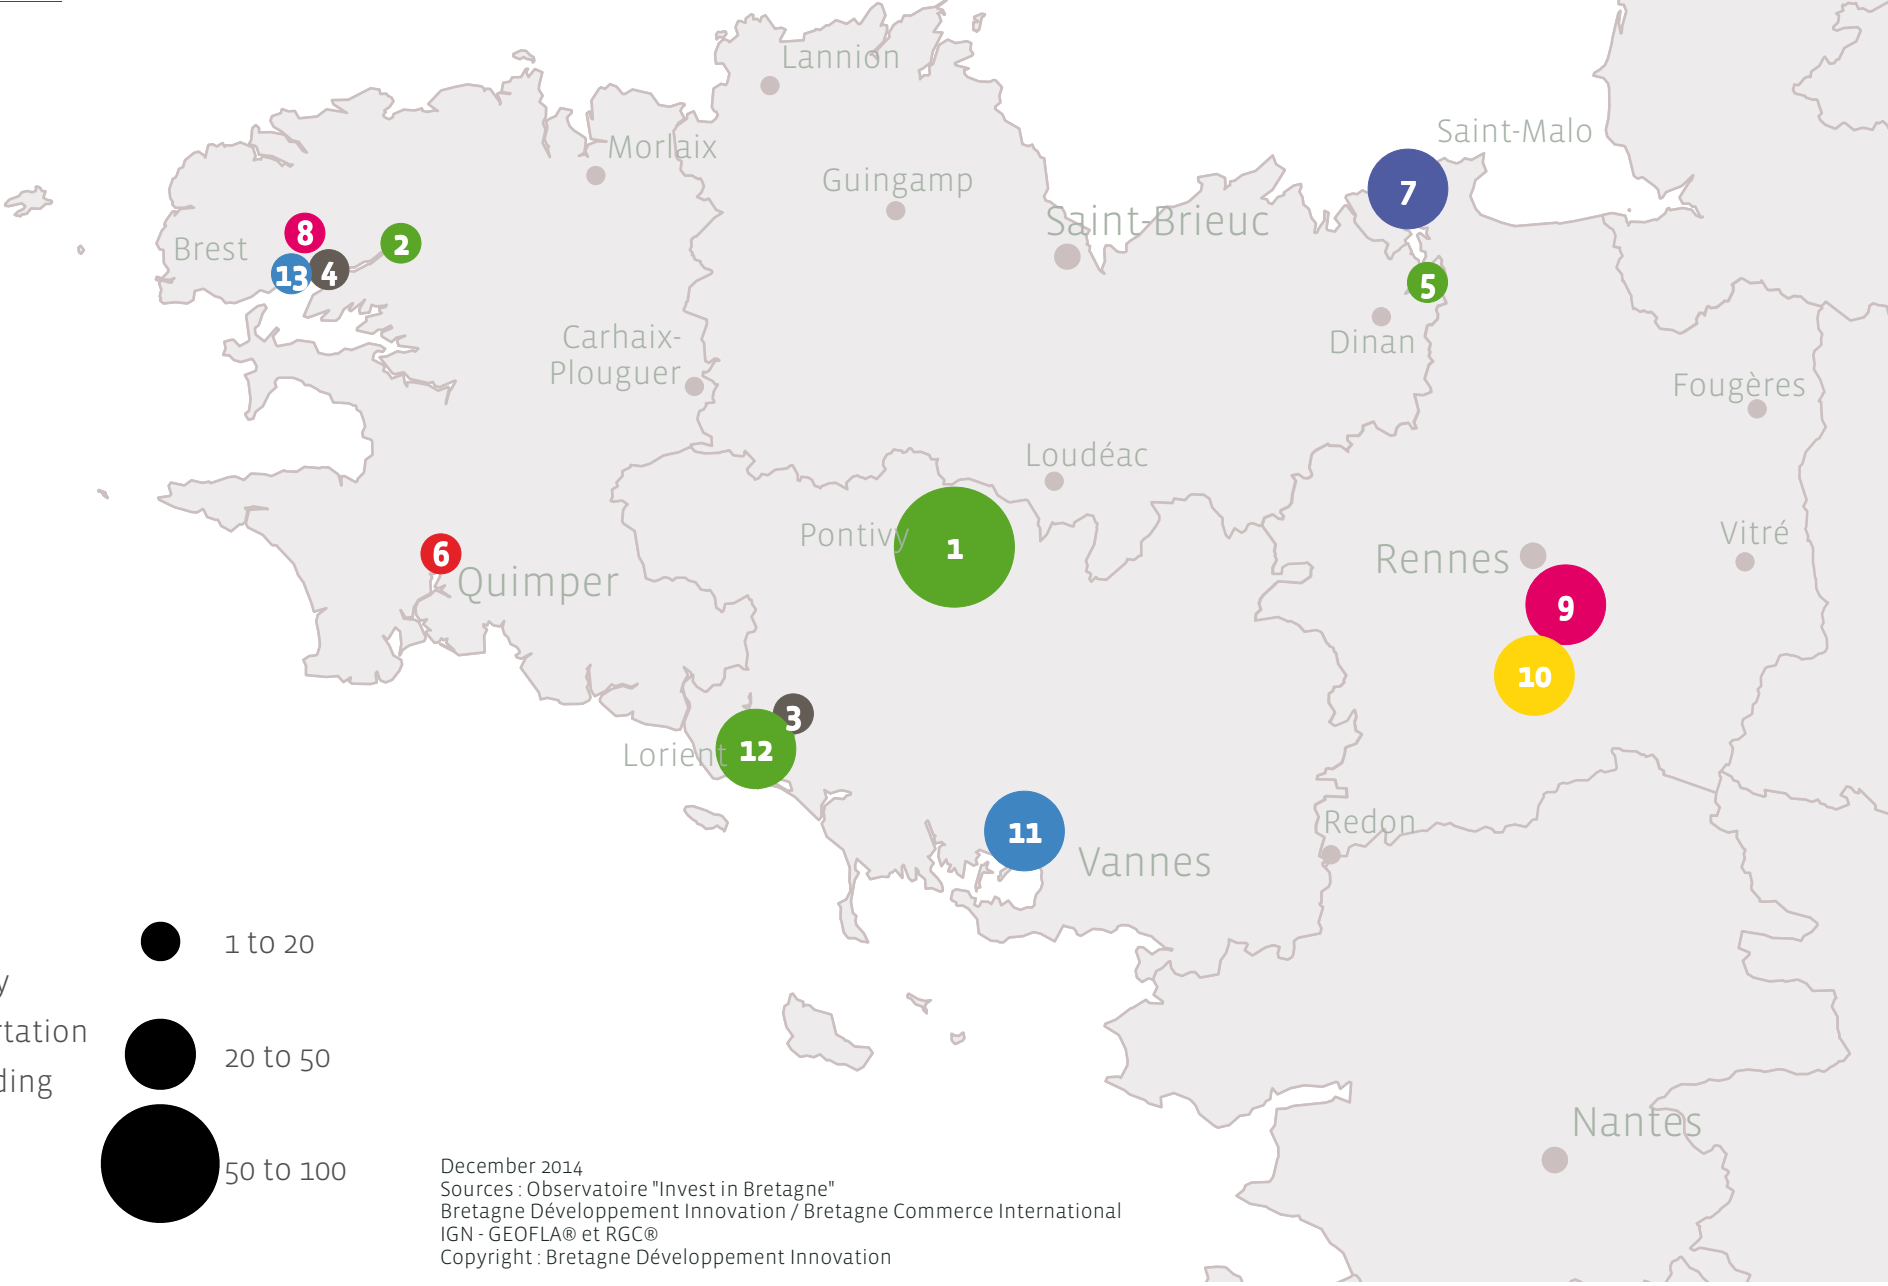 Lannion
Saint-Malo
Morlaix
Guingamp
7
Saint-Brieuc
8
2
Brest
13
4
5
Carhaix-
Plouguer
Dinan
Fougères
Loudéac
Pontivy
1
Vitré
Rennes
6
Quimper
9
10
3
Lorient
12
11
Redon
Vannes
1 to 20
y
rtation
20 to 50
ding
Nantes
50 to 100
December 2014
Sources : Observatoire "Invest in Bretagne"
Bretagne Développement Innovation / Bretagne Commerce International
IGN - GEOFLA® et RGC®
Copyright : Bretagne Développement Innovation